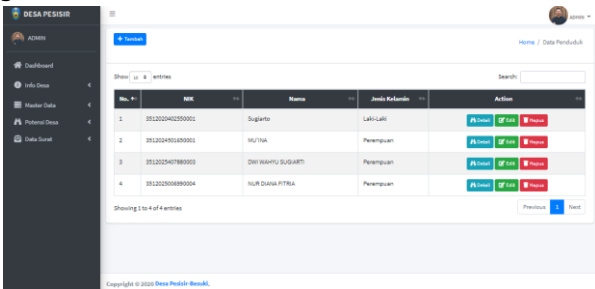 DESA PESISIR
ADMIN
ADMIN
Dashboard
Info Desa
Master Data
Potensi Desa
Data Surat
+ Tambah
Home / Data Penduduk
Show entries
Search:
No. NIK Nama Jenis Kelamin Action
1 3512020402550001 Sugiarto Laki-Laki Detail Edit Hapus
2 3512024501650001 MU'INA Perempuan Detail Edit Hapus
3 3512025407880003 DWI WAHYU SUGIARTI Perempuan Detail Edit Hapus
4 3512025006990004 NUR DIANA FITRIA Perempuan Detail Edit Hapus
Showing 1 to 4 of 4 entries
Previous 1 Next
Copyright © 2020 Desa Pesisir-Besuki,